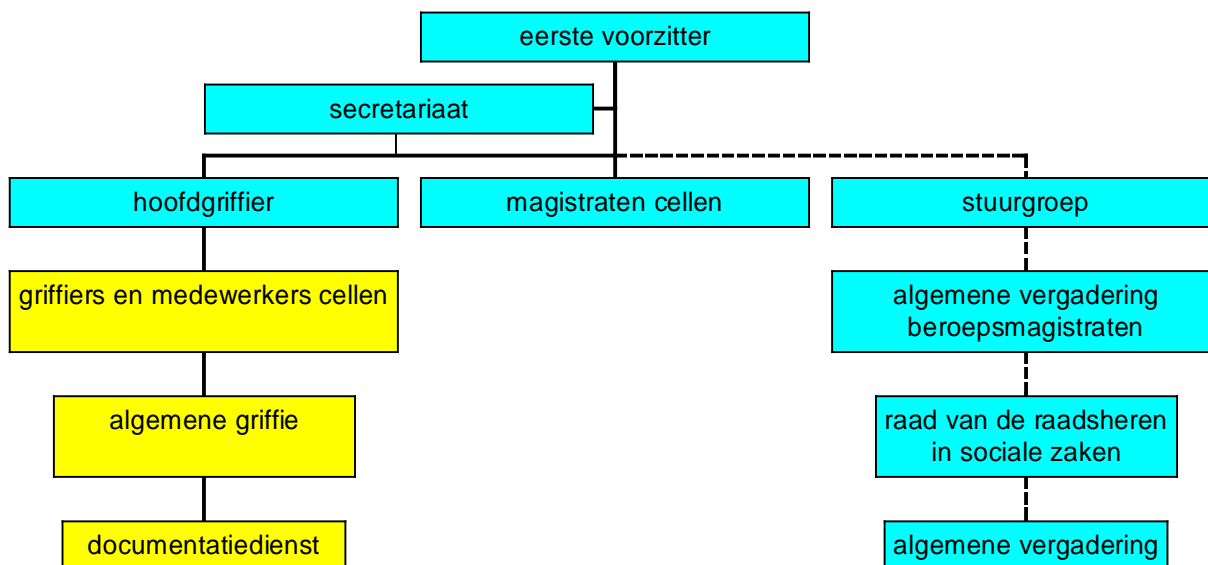 eerste voorzitter
secretariaat
hoofdgriffier
magistraten cellen
stuurgroep
griffiers en medewerkers cellen
algemene vergadering
beroepsmagistraten
algemene griffie
raad van de raadsheren
in sociale zaken
documentatiedienst
algemene vergadering